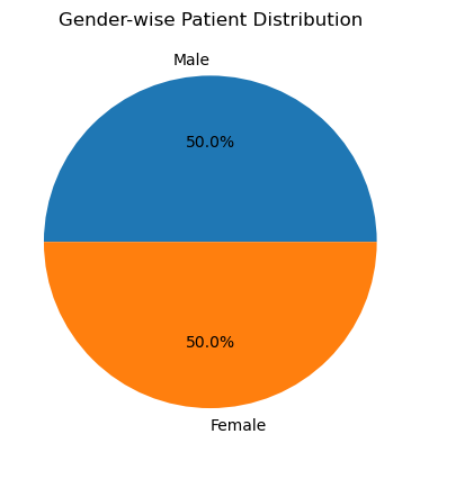 Gender-wise Patient Distribution
Male
50.0%
50.0%
Female